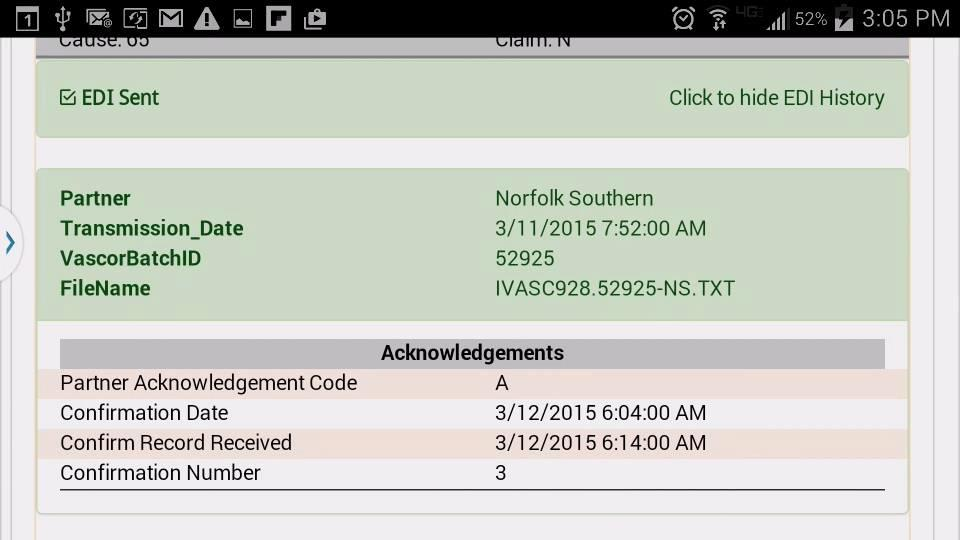 1 4G 52% 3:05 PM
Cause: 65 Claim: N
EDI Sent Click to hide EDI History
Partner Norfolk Southern
Transmission_Date 3/11/2015 7:52:00 AM
VascorBatchID 52925
FileName IVASC928.52925-NS.TXT
Acknowledgements
Partner Acknowledgement Code A
Confirmation Date 3/12/2015 6:04:00 AM
Confirm Record Received 3/12/2015 6:14:00 AM
Confirmation Number 3